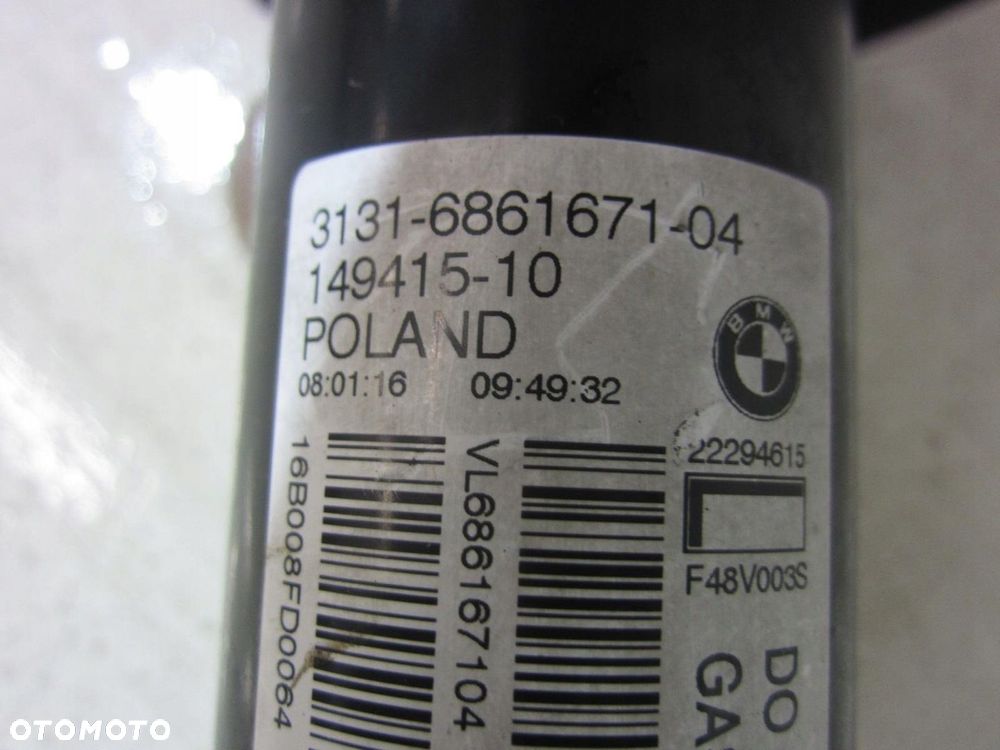 3131-6861671-04
149415-10
POLAND
08:01:16 09:49:32
BMW
22294615
L
F48V003S
16B008FD0064
VL686167104
DO
GA
OTOMOTO